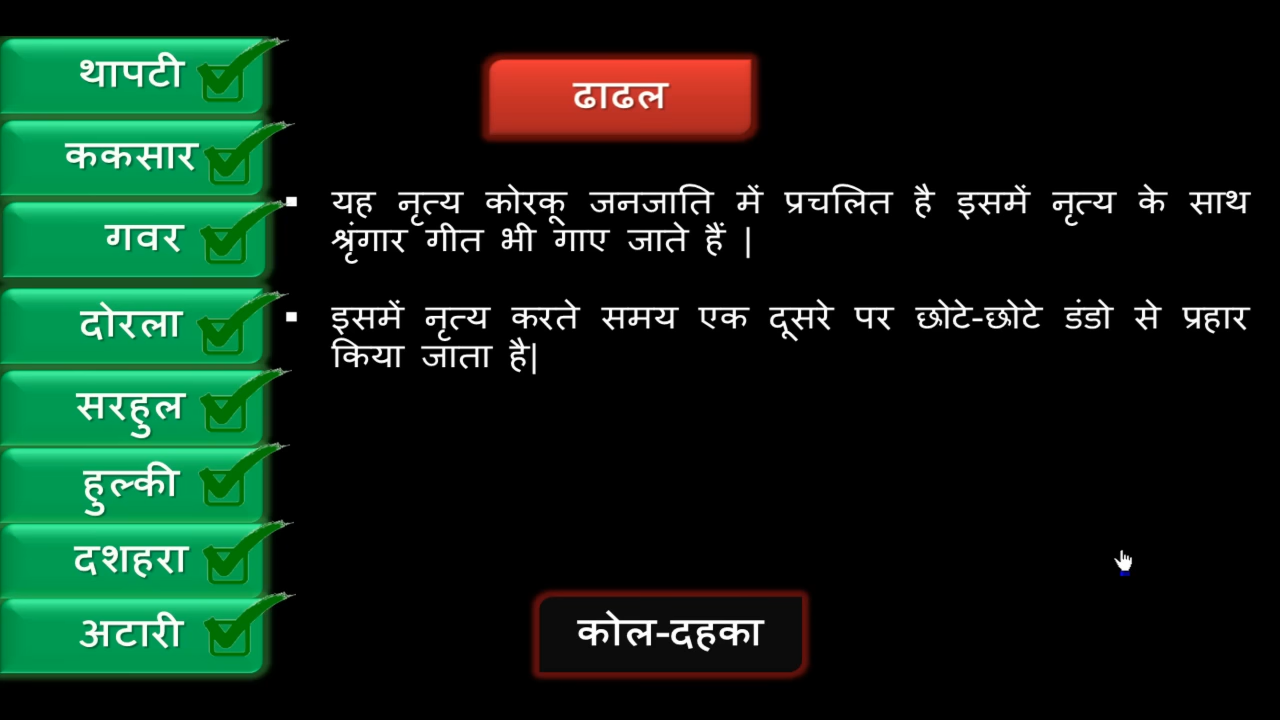 थापटी
ककसार
गवर
दोरला
सरहुल
हुल्की
दशहरा
अटारी
ढाढल
▪ यह नृत्य कोरकू जनजाति में प्रचलित है इसमें नृत्य के साथ
श्रृंगार गीत भी गाए जाते हैं |
▪ इसमें नृत्य करते समय एक दूसरे पर छोटे-छोटे डंडो से प्रहार
किया जाता है|
कोल-दहका